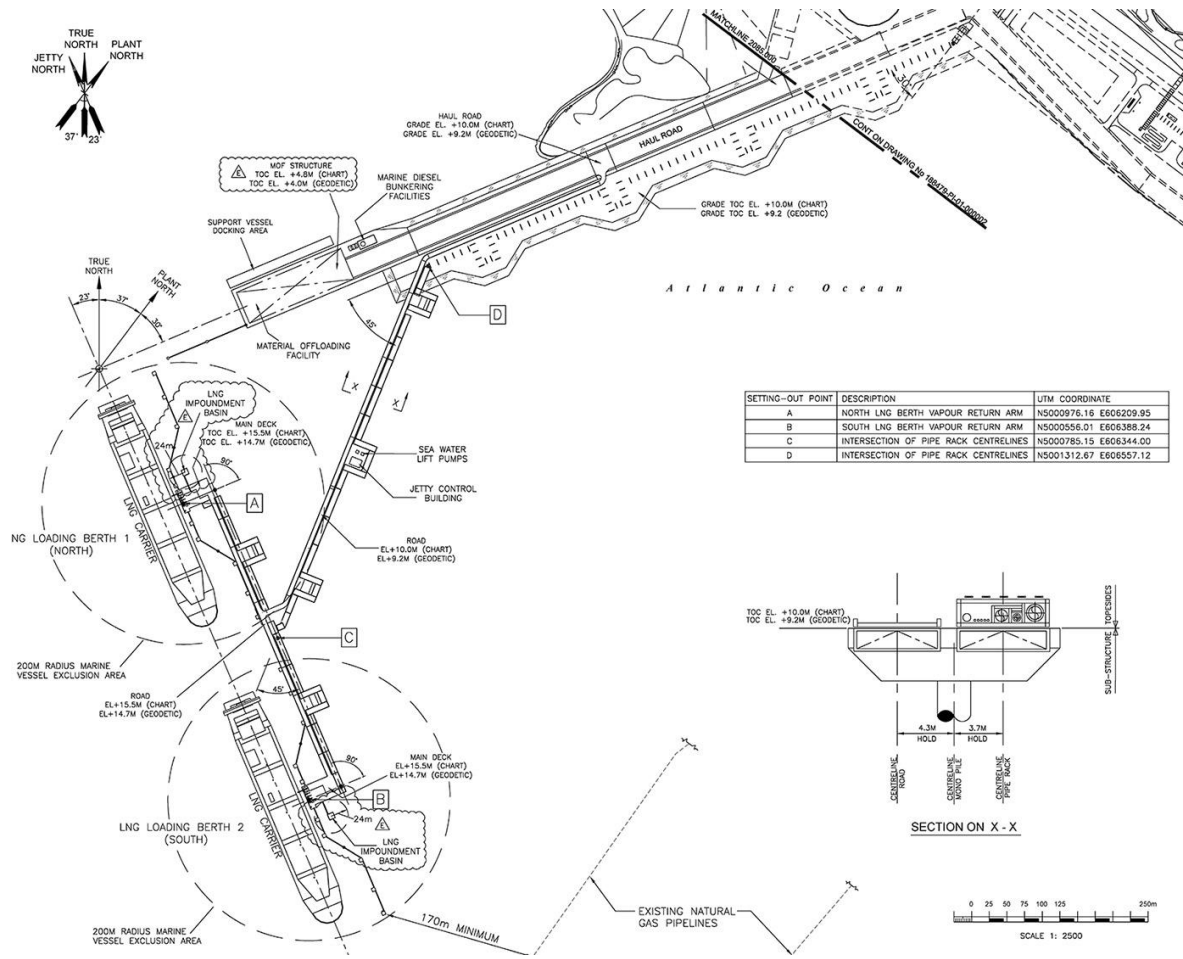 TRUE
NORTH
JETTY
NORTH
PLANT
NORTH
37°
23°
MATCHLINE 2085.000
CONT ON DRAWING No 188479-PI-01-000002
30°
HAUL ROAD
GRADE EL. +10.0M (CHART)
GRADE EL. +9.2M (GEODETIC)
HAUL ROAD
E
MOF STRUCTURE
TOC EL. +4.8M (CHART)
TOC EL. +4.0M (GEODETIC)
MARINE DIESEL
BUNKERING
FACILITIES
GRADE TOC EL. +10.0M (CHART)
GRADE TOC EL. +9.2 (GEODETIC)
SUPPORT VESSEL
DOCKING AREA
TRUE
NORTH
PLANT
NORTH
23°
37°
30°
45°
D
MATERIAL OFFLOADING
FACILITY
Atlantic Ocean
X
X
LNG
IMPOUNDMENT
BASIN
E
MAIN DECK
TOC EL. +15.5M (CHART)
TOC EL. +14.7M (GEODETIC)
24m
90°
A
SEA WATER
LIFT PUMPS
JETTY CONTROL
BUILDING
LNG CARRIER
NG LOADING BERTH 1
(NORTH)
ROAD
EL+10.0M (CHART)
EL+9.2M (GEODETIC)
SETTING-OUT POINT DESCRIPTION UTM COORDINATE
A NORTH LNG BERTH VAPOUR RETURN ARM N5000976.16 E606209.95
B SOUTH LNG BERTH VAPOUR RETURN ARM N5000556.01 E606388.24
C INTERSECTION OF PIPE RACK CENTRELINES N5000785.15 E606344.00
D INTERSECTION OF PIPE RACK CENTRELINES N5001312.67 E606557.12
C
200M RADIUS MARINE
VESSEL EXCLUSION AREA
ROAD
EL+15.5M (CHART)
EL+14.7M (GEODETIC)
45°
MAIN DECK
EL+15.5M (CHART)
EL+14.7M (GEODETIC)
90°
B
24m
E
LNG
IMPOUNDMENT
BASIN
LNG CARRIER
LNG LOADING BERTH 2
(SOUTH)
200M RADIUS MARINE
VESSEL EXCLUSION AREA
170m MINIMUM
EXISTING NATURAL
GAS PIPELINES
TOC EL. +10.0M (CHART)
TOC EL. +9.2M (GEODETIC)
SUB-STRUCTURE TOPESIDES
4.3M
HOLD
3.7M
HOLD
CENTRELINE
ROAD
CENTRELINE
MONO PILE
CENTRELINE
PIPE RACK
SECTION ON X - X
0 25 50 75 100 125 250m
SCALE 1: 2500